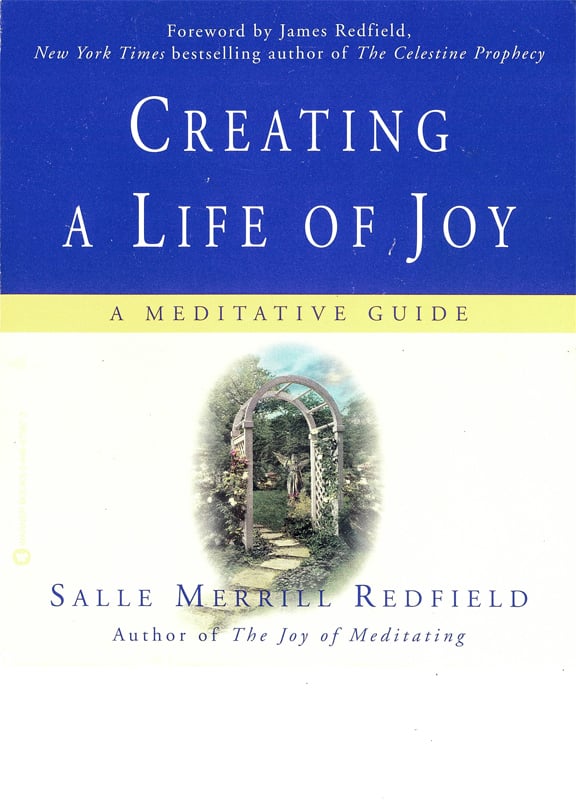 Foreword by James Redfield,
New York Times bestselling author of The Celestine Prophecy
CREATING
A LIFE OF JOY
A MEDITATIVE GUIDE
SALLE MERRILL REDFIELD
Author of The Joy of Meditating